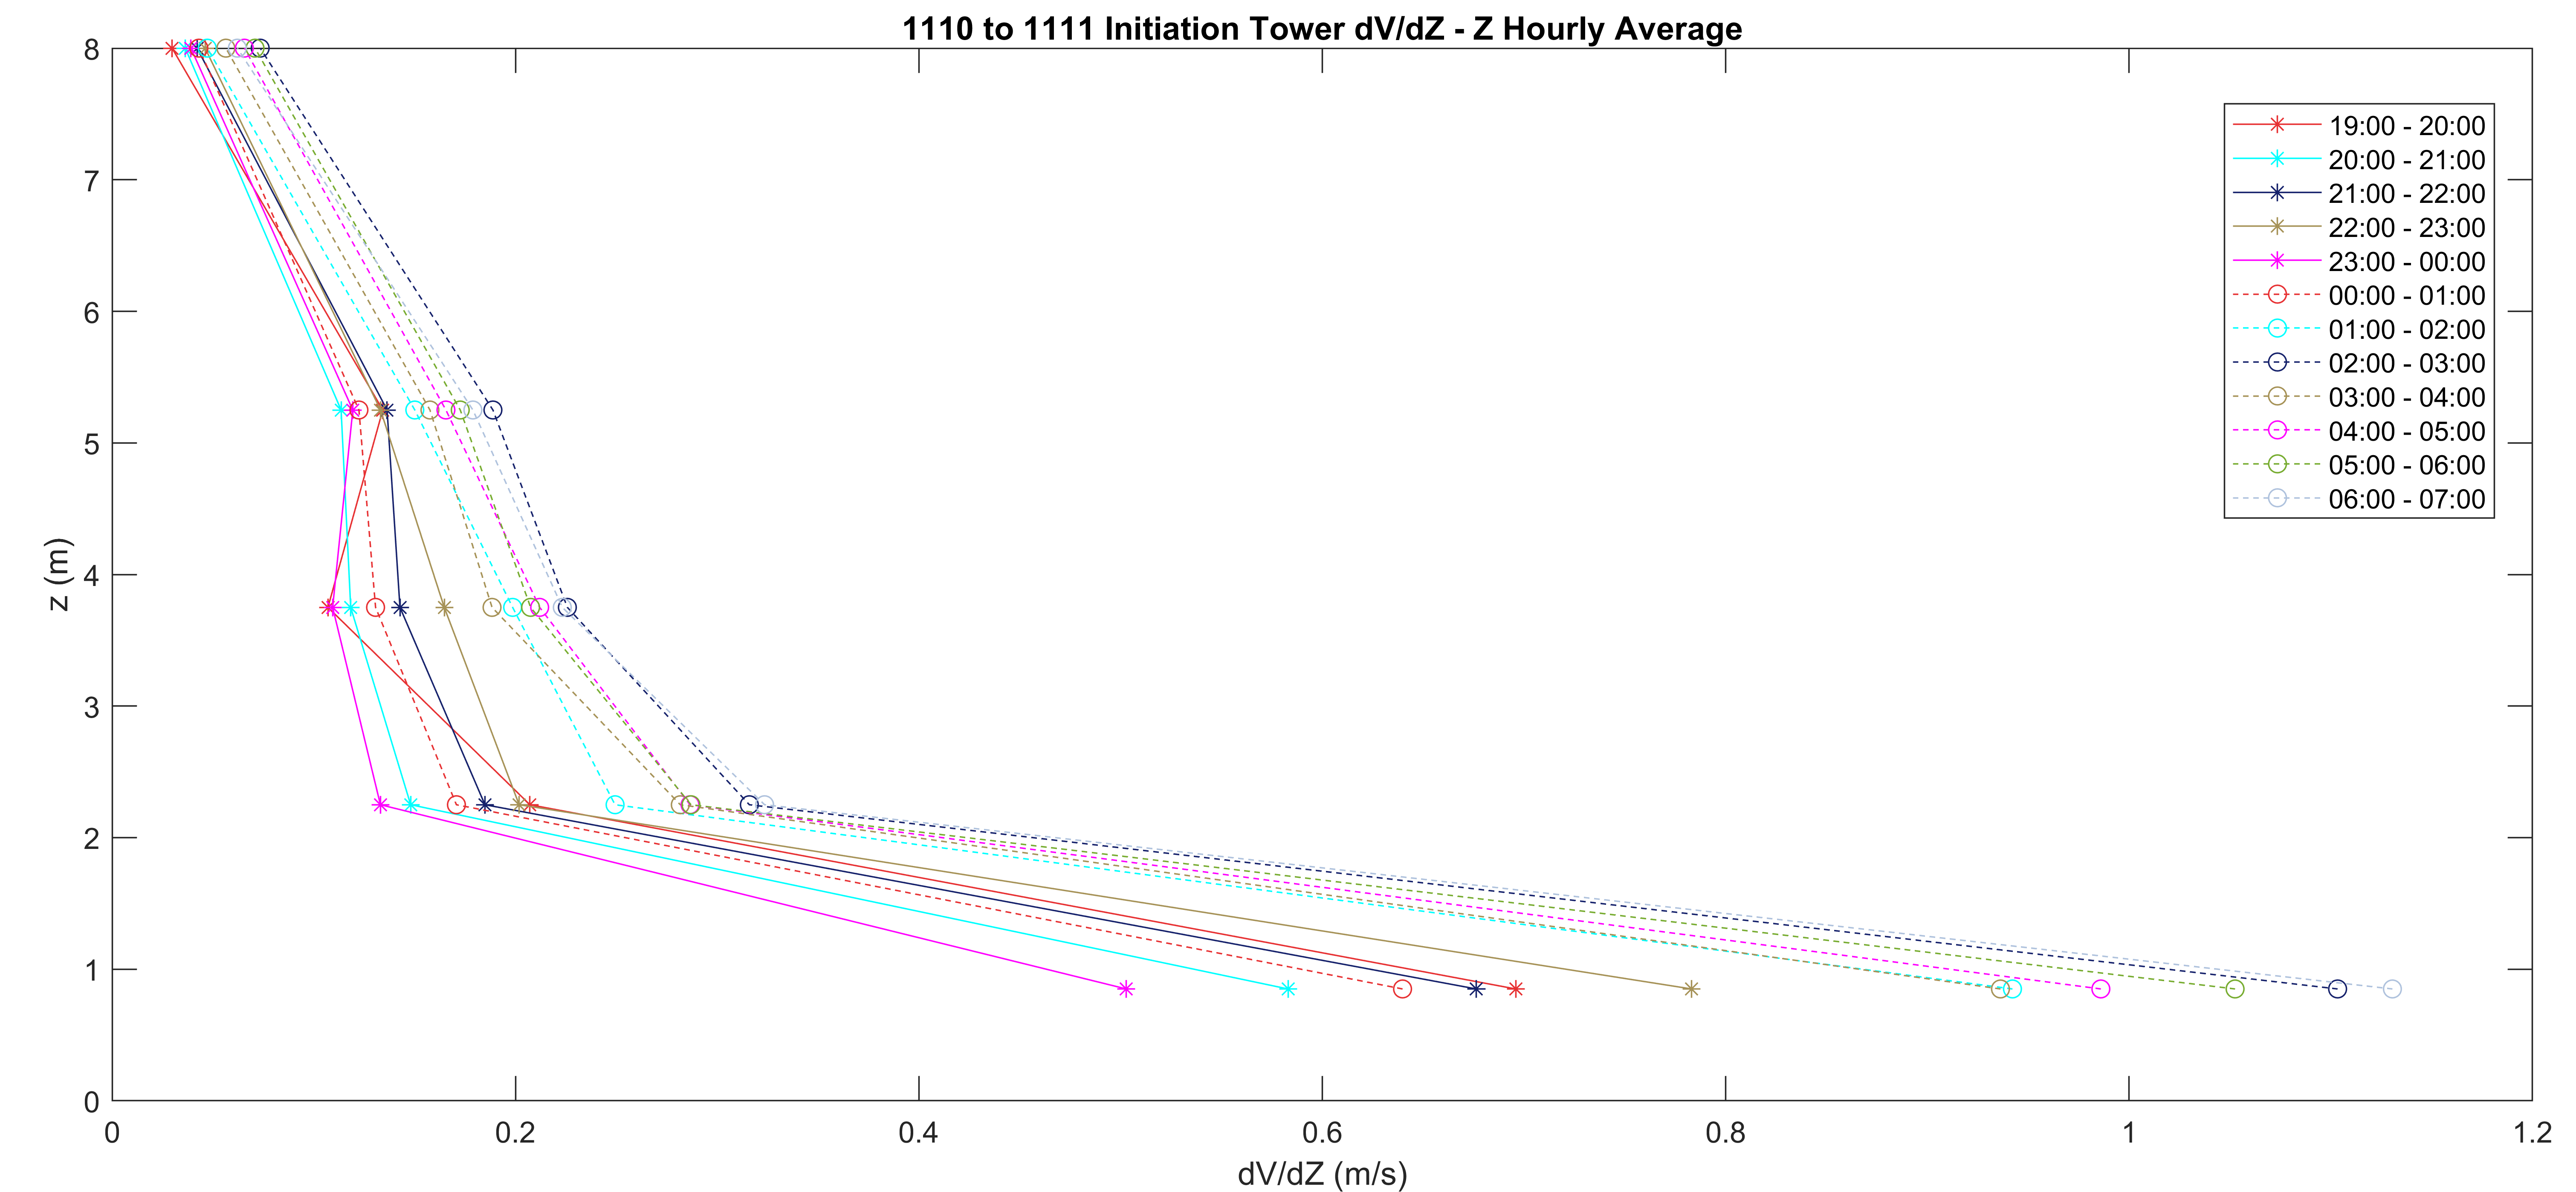 1110 to 1111 Initiation Tower dV/dZ - Z Hourly Average
8
7
6
5
4
3
2
1
0
z (m)
19:00 - 20:00
20:00 - 21:00
21:00 - 22:00
22:00 - 23:00
23:00 - 00:00
00:00 - 01:00
01:00 - 02:00
02:00 - 03:00
03:00 - 04:00
04:00 - 05:00
05:00 - 06:00
06:00 - 07:00
0 0.2 0.4 0.6 0.8 1 1.2
dV/dZ (m/s)